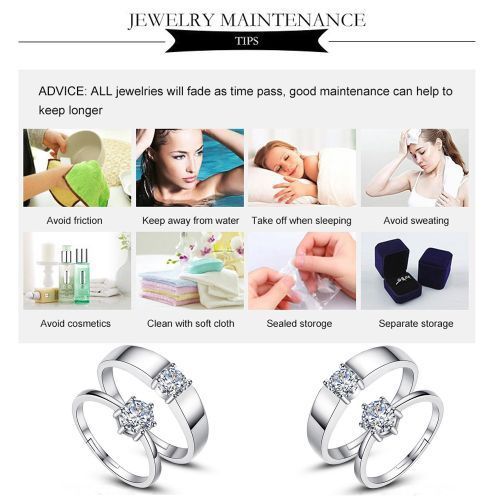 JEWELRY MAINTENANCE
TIPS
ADVICE: ALL jewelries will fade as time pass, good maintenance can help to
keep longer
Avoid friction
Keep away from water
Take off when sleeping
Avoid sweating
Avoid cosmetics
Clean with soft cloth
Sealed storoge
Separate storage